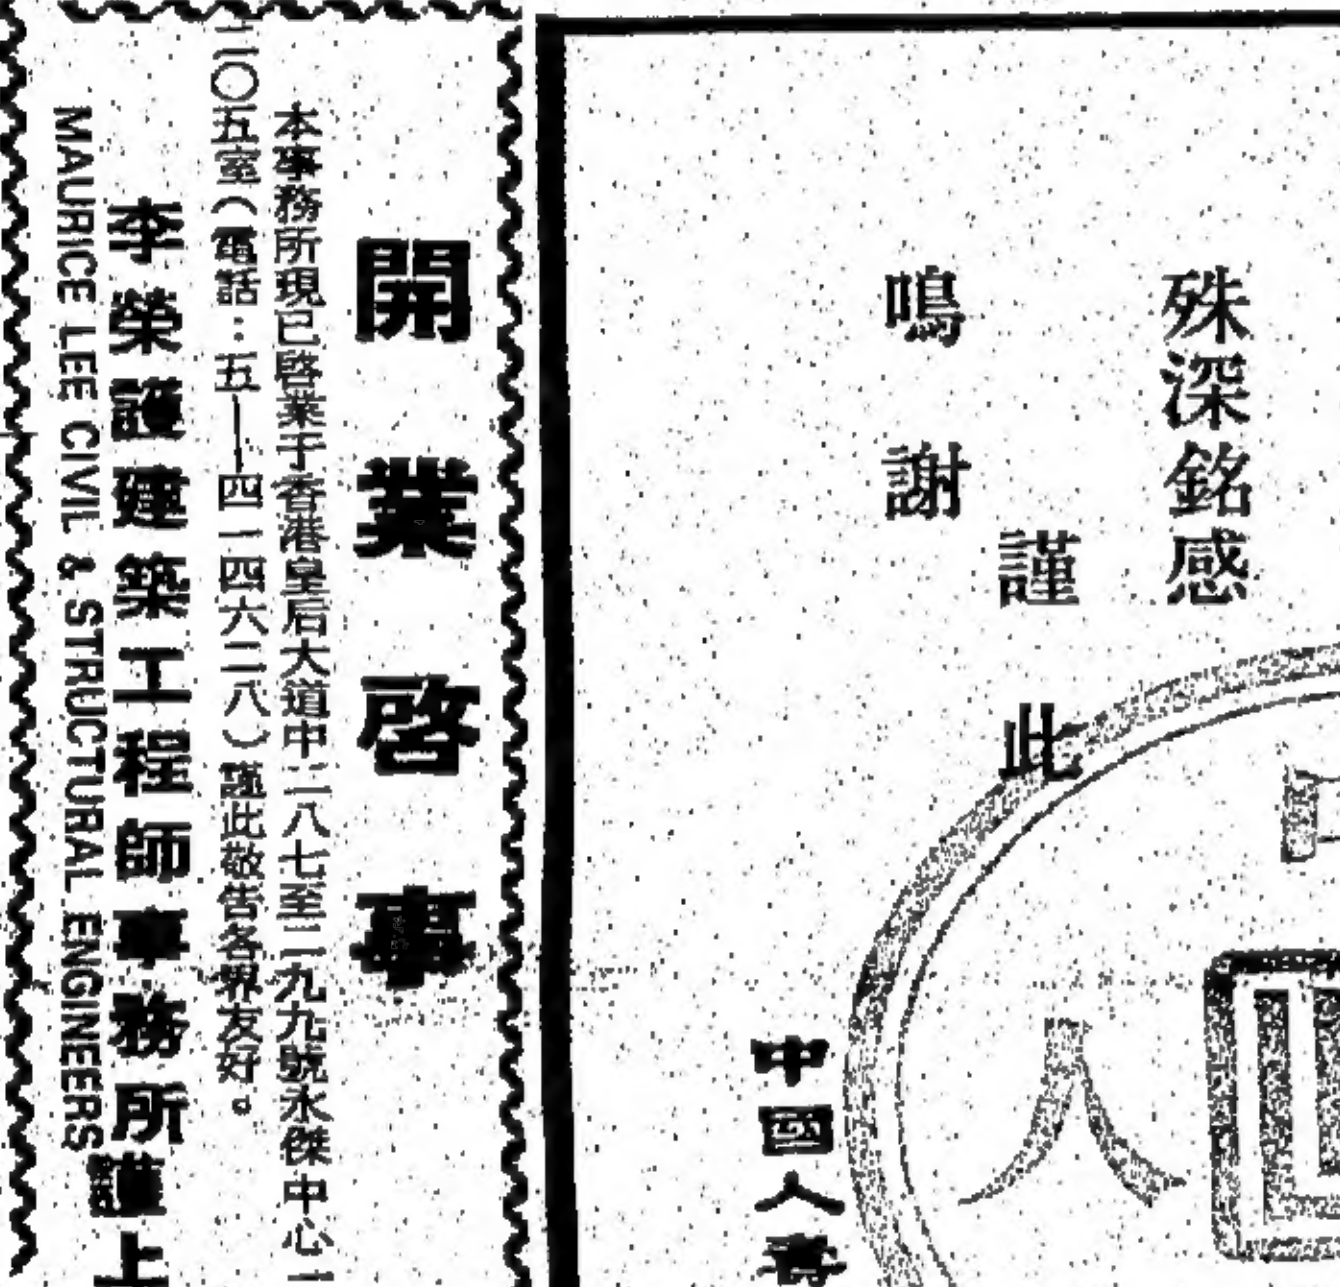 殊深銘感
謹此
鳴謝
中國人壽
人
開業啓事
本事務所現已啓業于香港皇后大道中二八七至二九九號永傑中心一
二〇五室(電話:五—四一四六二八)謹此敬告各界友好。
李榮護建築工程師事務所謹上
MAURICE LEE CIVIL & STRUCTURAL ENGINEERS